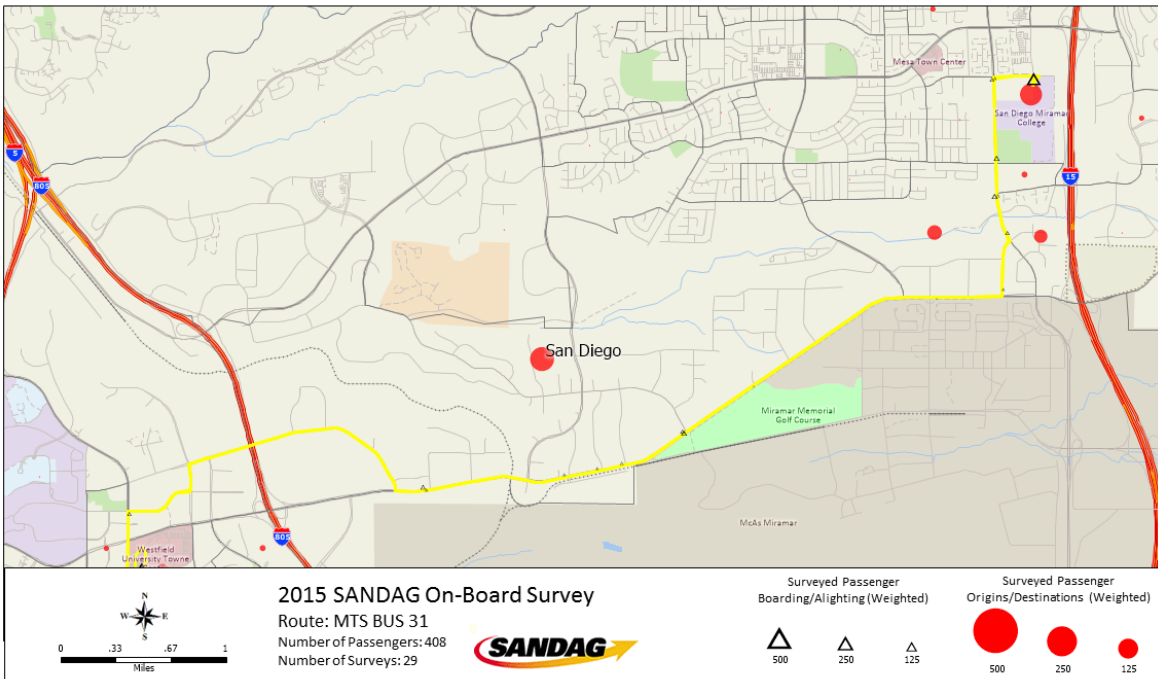 Mesa Town Center
San Diego Miramar
College
5
805
15
San Diego
Miramar Memorial
Golf Course
McAs Miramar
805
Westfield
University Towne
N
W
E
S
0
.33
.67
1
Miles
2015 SANDAG On-Board Survey
Route: MTS BUS 31
Number of Passengers: 408
Number of Surveys: 29
SANDAG
Surveyed Passenger
Boarding/Alighting (Weighted)
500
250
125
Surveyed Passenger
Origins/Destinations (Weighted)
500
250
125